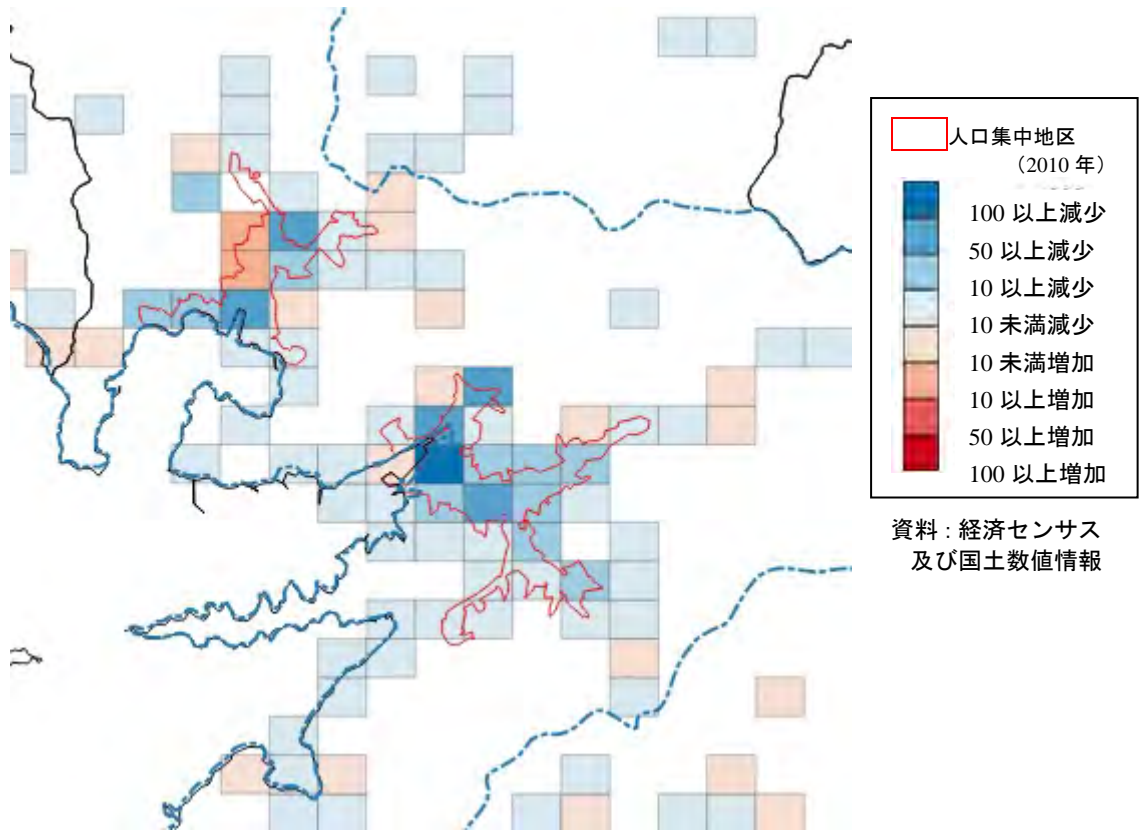 人口集中地区
（2010 年）
100 以上減少
50 以上減少
10 以上減少
10 未満減少
10 未満増加
10 以上増加
50 以上増加
100 以上増加
資料：経済センサス
及び国土数値情報